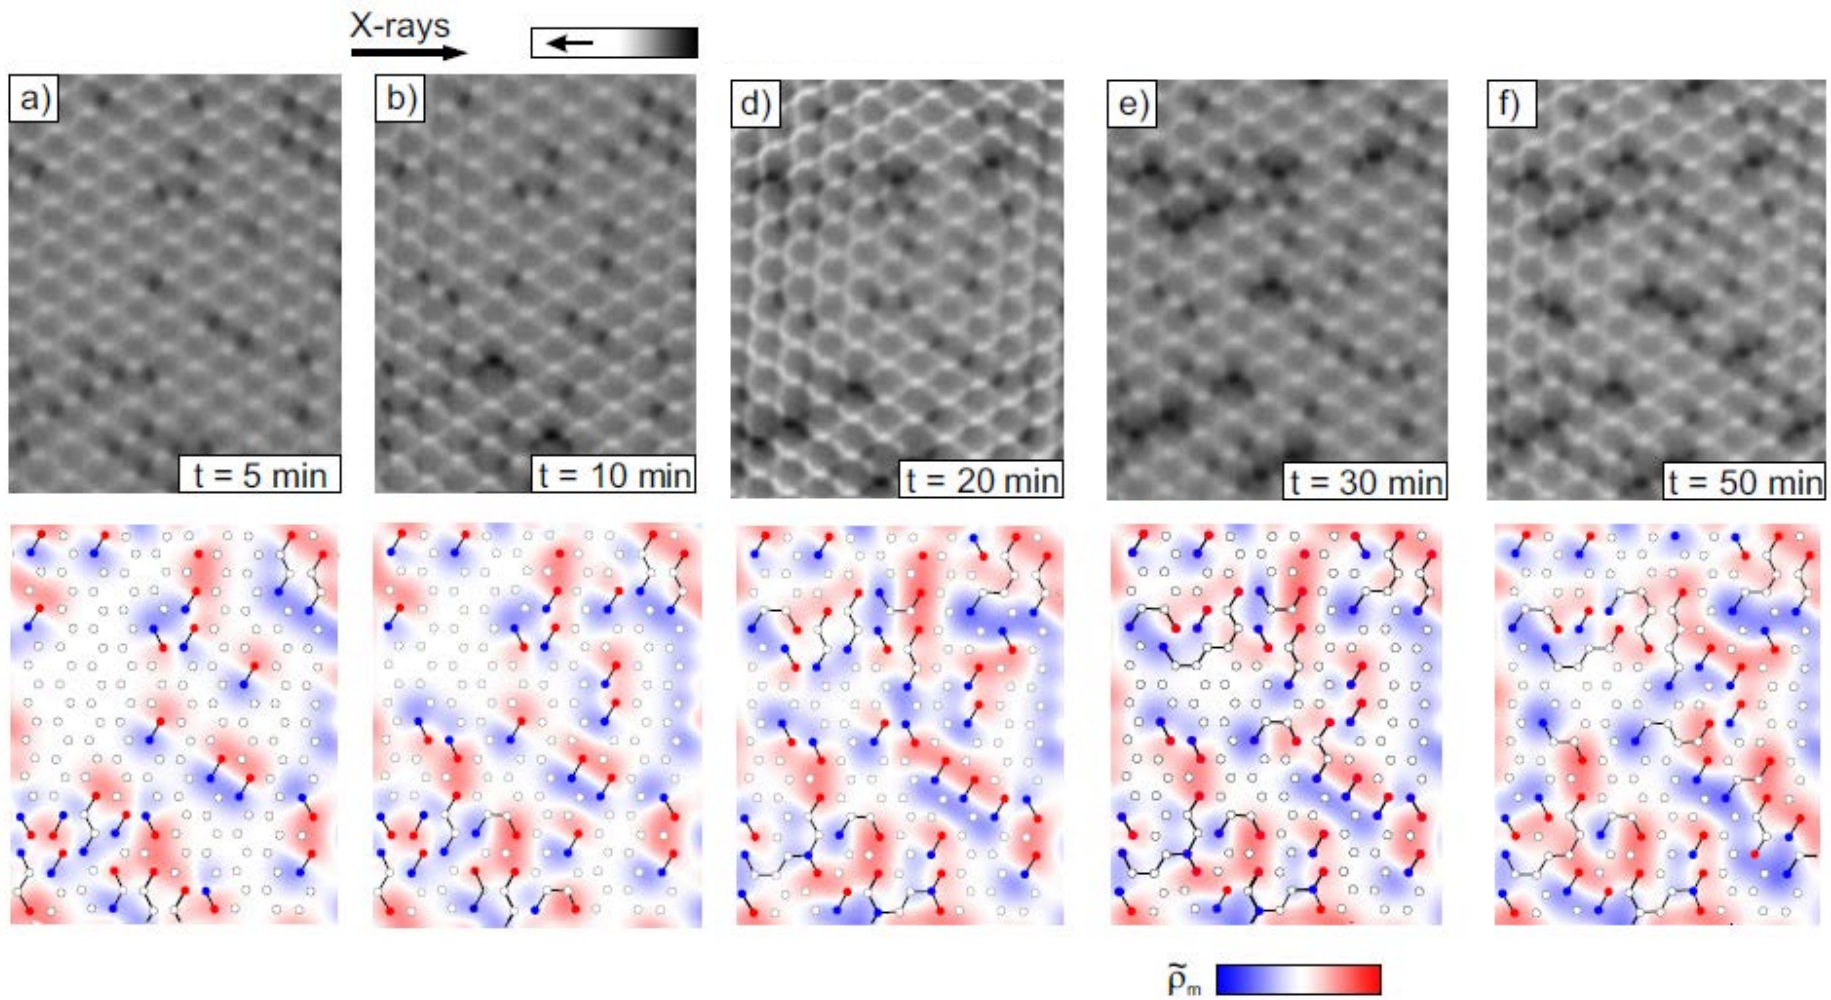 X-rays
a)
b)
d)
e)
f)
t = 5 min
t = 10 min
t = 20 min
t = 30 min
t = 50 min
ρ̃m